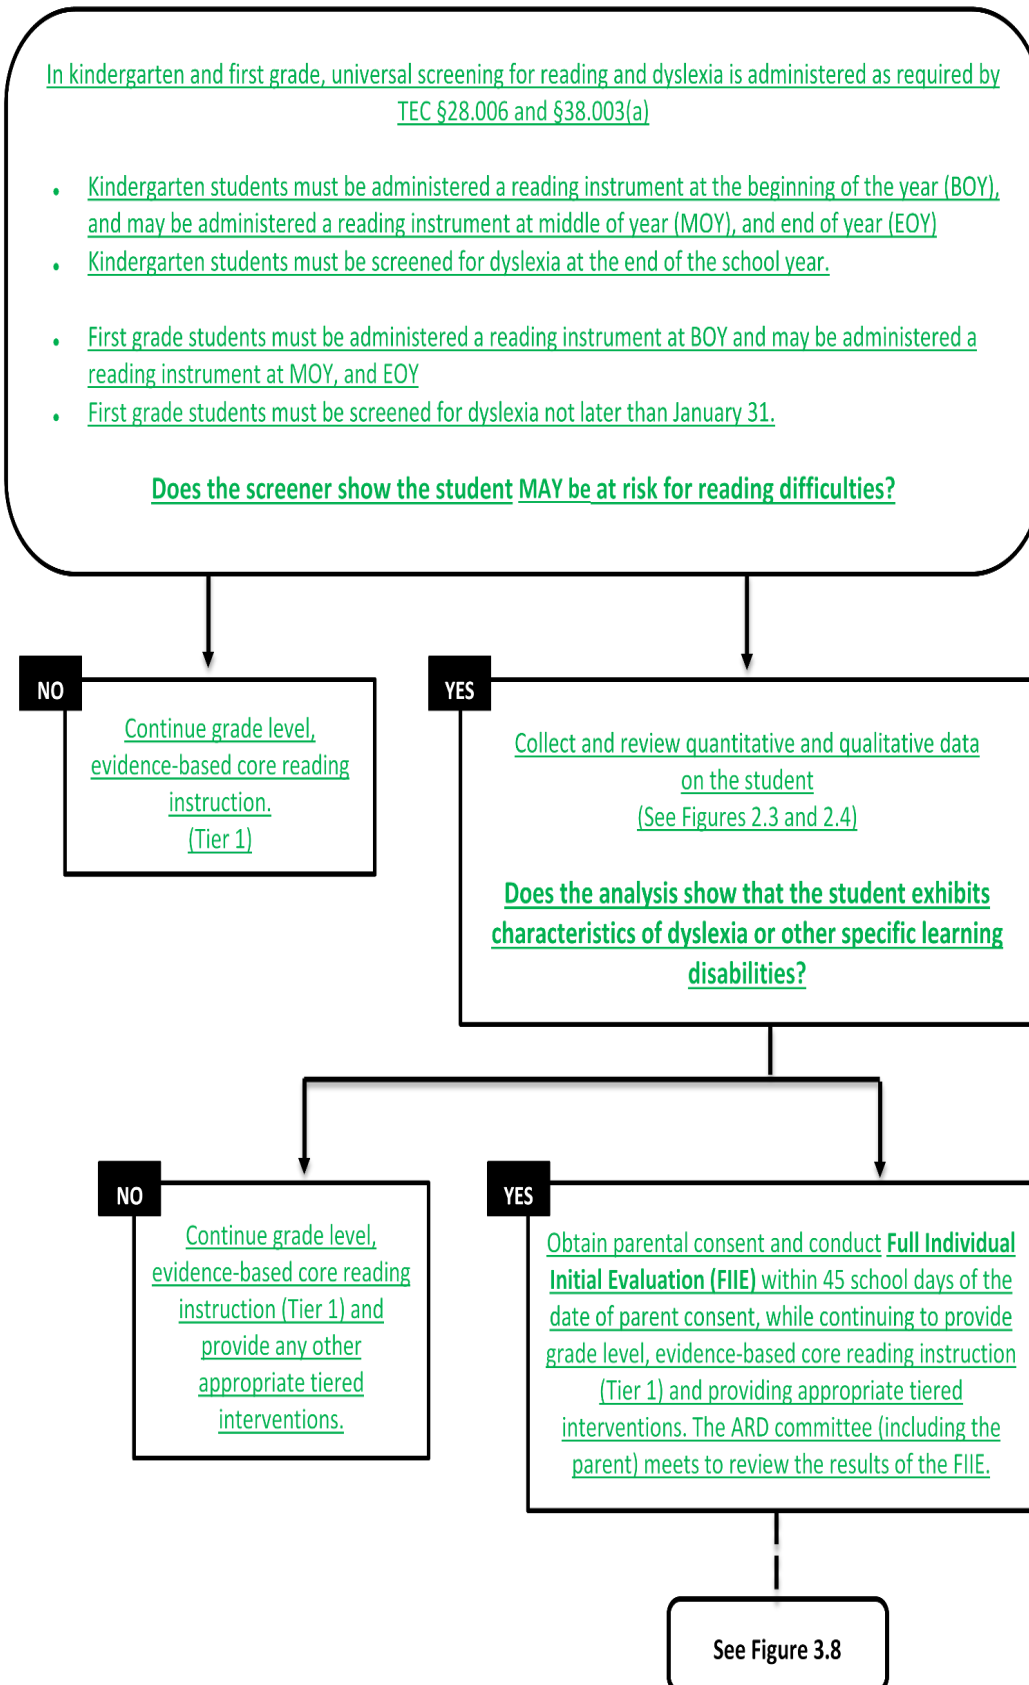 In kindergarten and first grade, universal screening for reading and dyslexia is administered as required by
TEC §28.006 and §38.003(a)
• Kindergarten students must be administered a reading instrument at the beginning of the year (BOY),
and may be administered a reading instrument at middle of year (MOY), and end of year (EOY)
• Kindergarten students must be screened for dyslexia at the end of the school year.
• First grade students must be administered a reading instrument at BOY and may be administered a
reading instrument at MOY, and EOY
• First grade students must be screened for dyslexia not later than January 31.
Does the screener show the student MAY be at risk for reading difficulties?
NO
Continue grade level,
evidence-based core reading
instruction.
(Tier 1)
YES
Collect and review quantitative and qualitative data
on the student
(See Figures 2.3 and 2.4)
Does the analysis show that the student exhibits
characteristics of dyslexia or other specific learning
disabilities?
NO
Continue grade level,
evidence-based core reading
instruction (Tier 1) and
provide any other
appropriate tiered
interventions.
YES
Obtain parental consent and conduct Full Individual
Initial Evaluation (FIIE) within 45 school days of the
date of parent consent, while continuing to provide
grade level, evidence-based core reading instruction
(Tier 1) and providing appropriate tiered
interventions. The ARD committee (including the
parent) meets to review the results of the FIIE.
See Figure 3.8